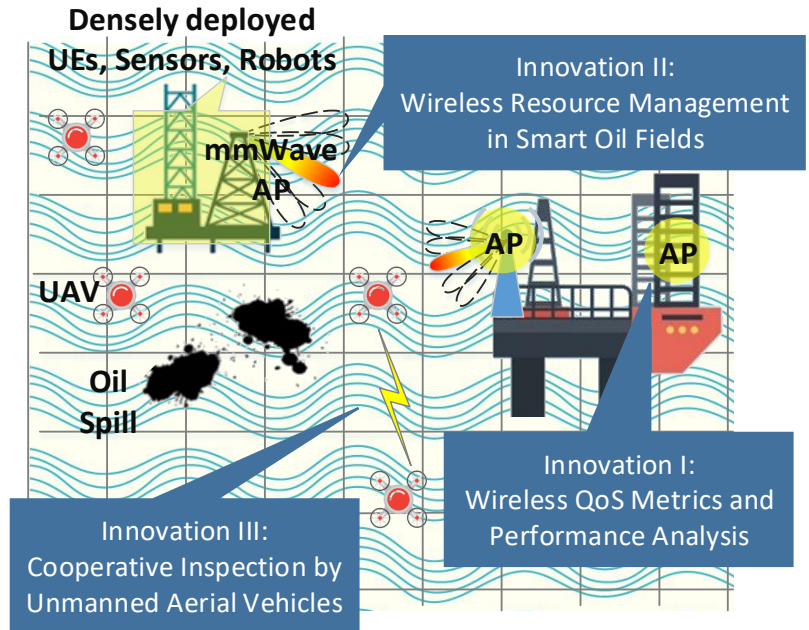 Densely deployed
UEs, Sensors, Robots
Innovation II:
Wireless Resource Management
in Smart Oil Fields
mmWave
AP
AP
AP
UAV
Oil
Spill
Innovation I:
Wireless QoS Metrics and
Performance Analysis
Innovation III:
Cooperative Inspection by
Unmanned Aerial Vehicles